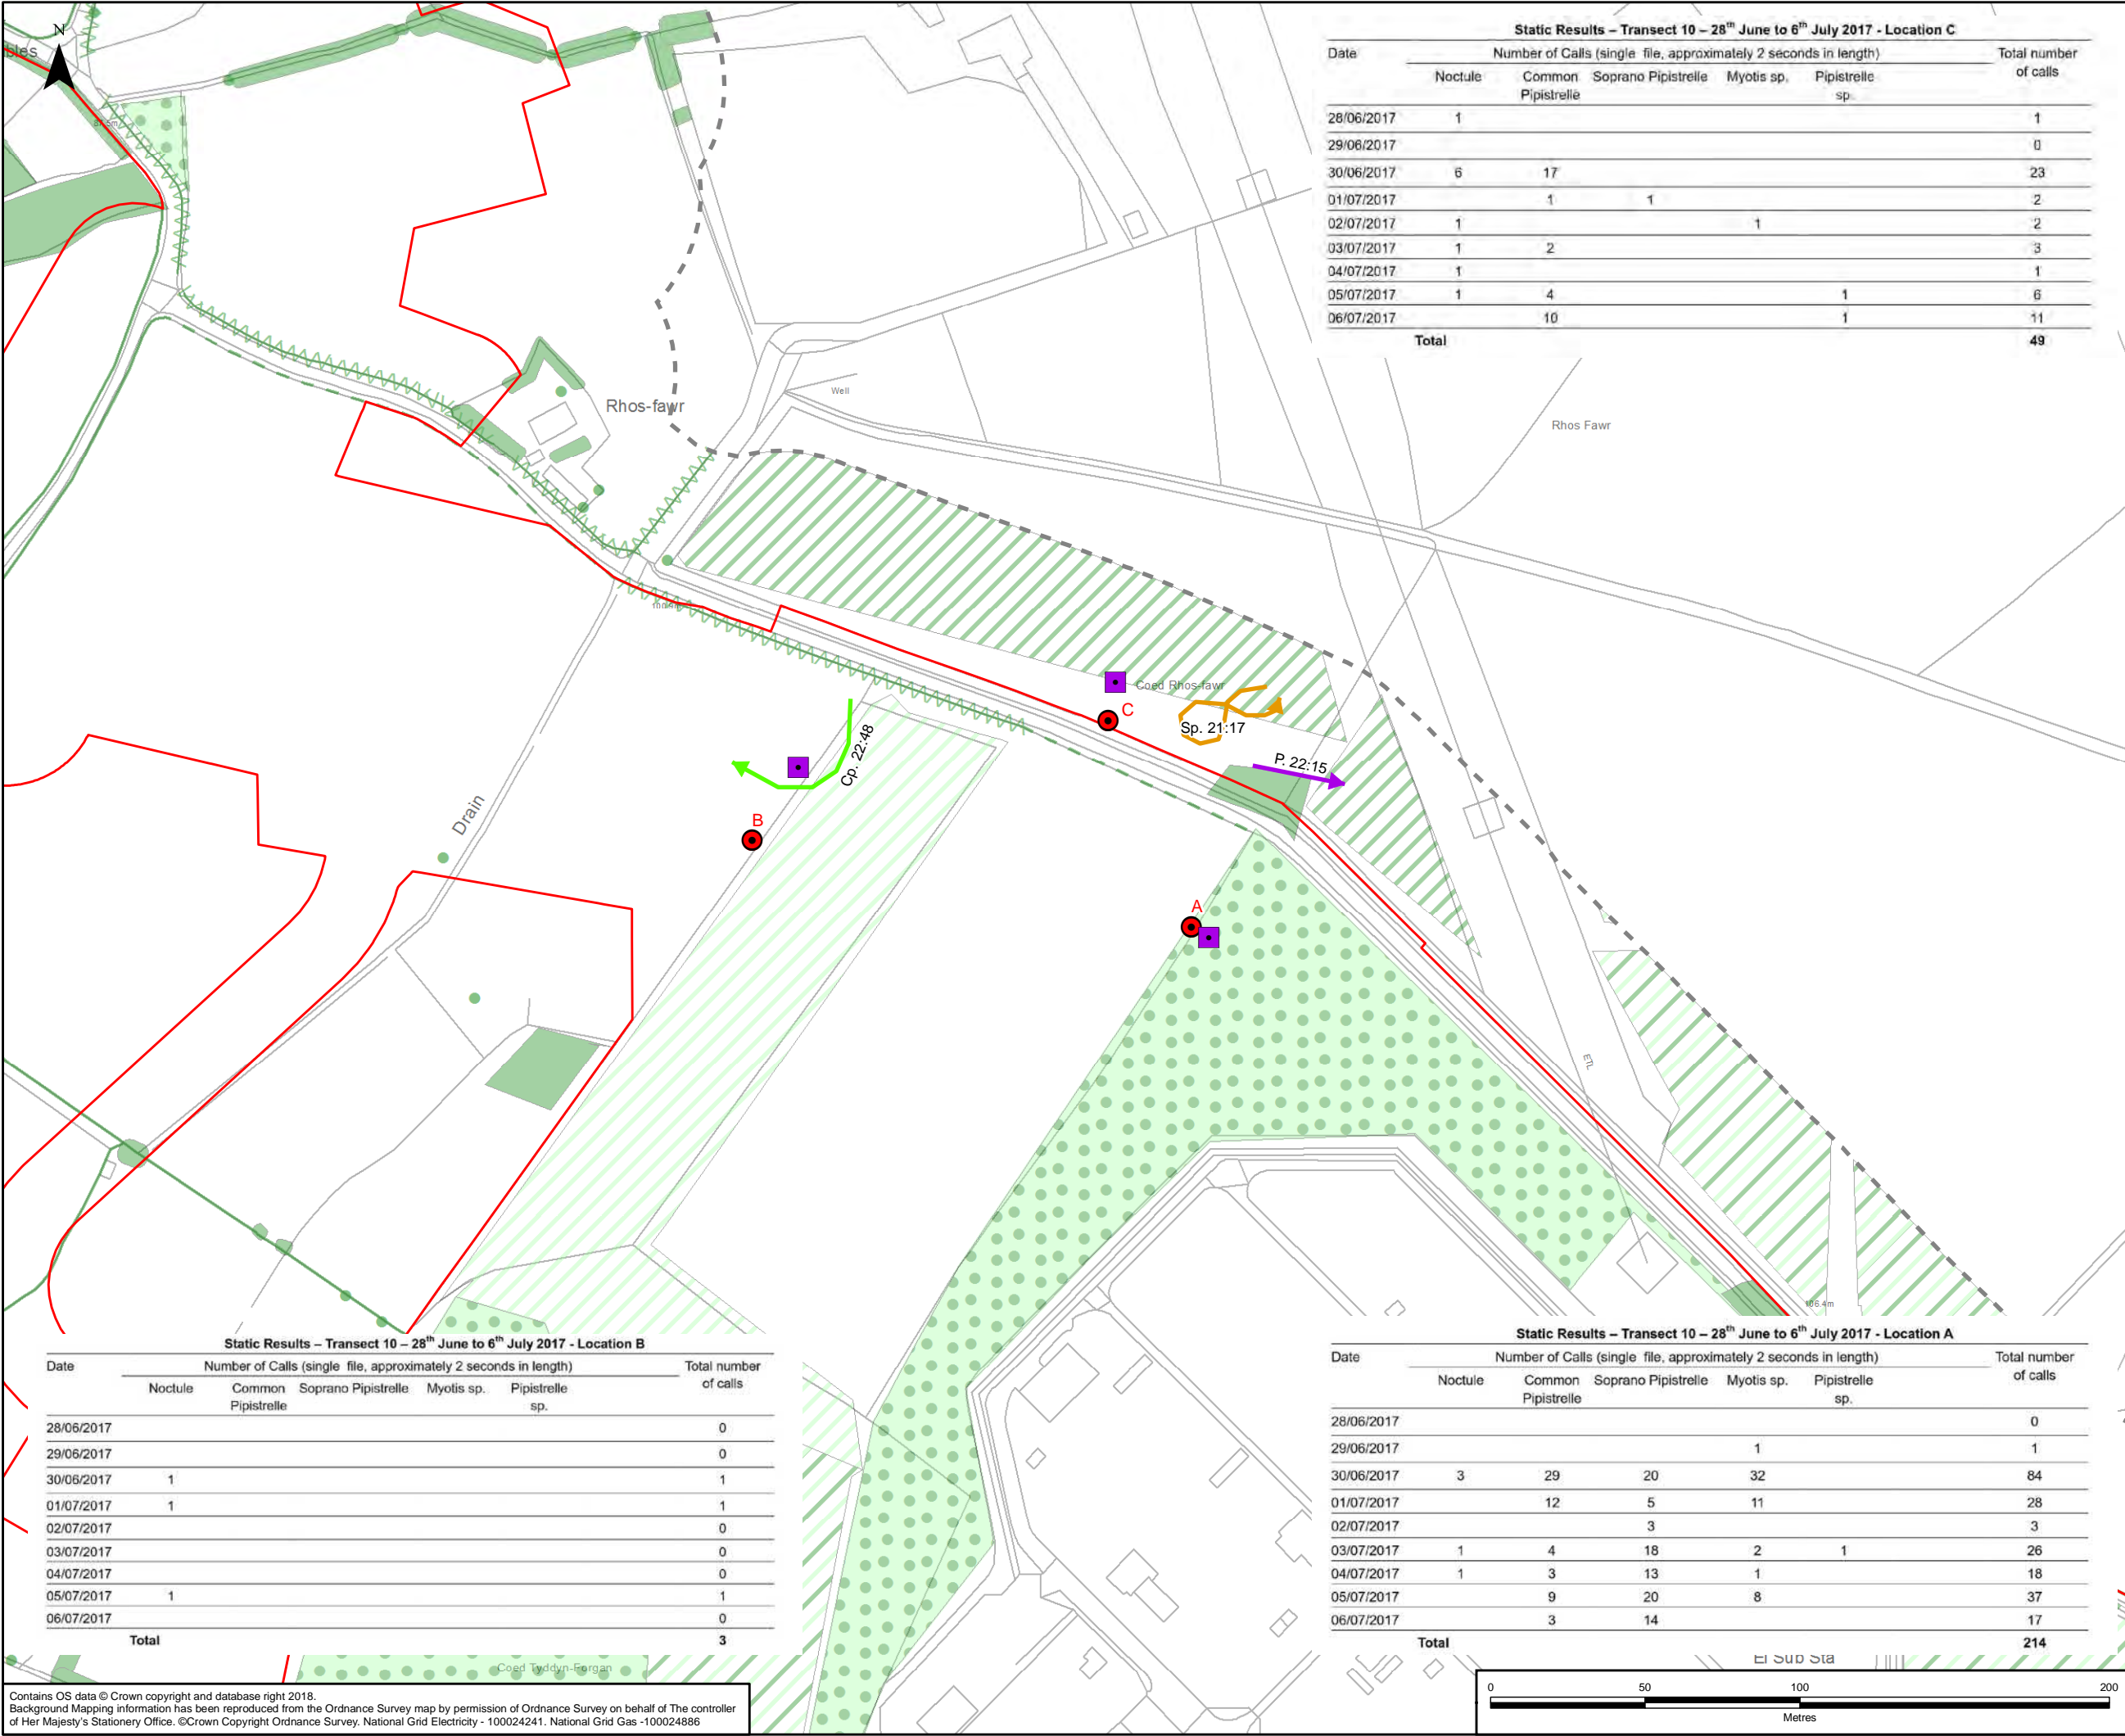 N
Static Results – Transect 10 – 28th June to 6th July 2017 - Location C
Date Number of Calls (single file, approximately 2 seconds in length) Total number of calls
Noctule Common Pipistrelle Soprano Pipistrelle Myotis sp. Pipistrelle sp.
28/06/2017 1 1
29/06/2017 0
30/06/2017 6 17 23
01/07/2017 1 1 2
02/07/2017 1 1 2
03/07/2017 1 2 3
04/07/2017 1 1
05/07/2017 1 4 1 6
06/07/2017 10 1 11
Total 49
Well
Rhos-fawr
Rhos Fawr
Coed Rhos-fawr
C
Sp. 21:17
Cp. 22:48
P. 22:15
Drain
B
A
ETL
106.4m
Static Results – Transect 10 – 28th June to 6th July 2017 - Location B
Date Number of Calls (single file, approximately 2 seconds in length) Total number of calls
Noctule Common Pipistrelle Soprano Pipistrelle Myotis sp. Pipistrelle sp.
28/06/2017 0
29/06/2017 0
30/06/2017 1 1
01/07/2017 1 1
02/07/2017 0
03/07/2017 0
04/07/2017 0
05/07/2017 1 1
06/07/2017 0
Total 3
Static Results – Transect 10 – 28th June to 6th July 2017 - Location A
Date Number of Calls (single file, approximately 2 seconds in length) Total number of calls
Noctule Common Pipistrelle Soprano Pipistrelle Myotis sp. Pipistrelle sp.
28/06/2017 0
29/06/2017 1 1
30/06/2017 3 29 20 32 84
01/07/2017 12 5 11 28
02/07/2017 3 3
03/07/2017 1 4 18 2 1 26
04/07/2017 1 3 13 1 18
05/07/2017 9 20 8 37
06/07/2017 3 14 17
Total 214
Coed Tyddyn-Forgan
El Sub Sta
Contains OS data © Crown copyright and database right 2018.
Background Mapping information has been reproduced from the Ordnance Survey map by permission of Ordnance Survey on behalf of The controller
of Her Majesty's Stationery Office. ©Crown Copyright Ordnance Survey. National Grid Electricity - 100024241. National Grid Gas -100024886
0 50 100 200
Metres